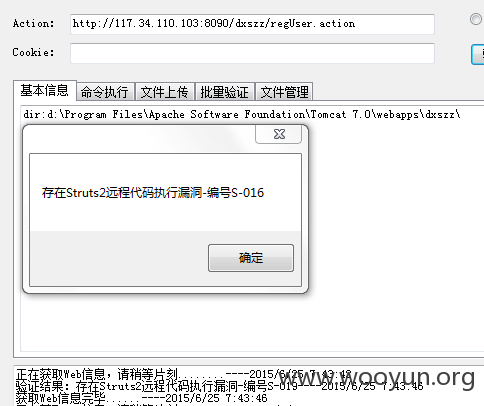 Action: http://117.34.110.103:8090/dxszz/regUser.action
Cookie:
基本信息 命令执行 文件上传 批量验证 文件管理
dir:d:\Program Files\Apache Software Foundation\Tomcat 7.0\webapps\dxszz\
存在Struts2远程代码执行漏洞-编号S-016
确定
正在获取Web信息，请稍等片刻........----2015/6/25 7:43:43
验证结果：存在Struts2远程代码执行漏洞-编号S-019----2015/6/25 7:43:46
获取Web信息完毕......----2015/6/25 7:43:46
www.wooyun.org